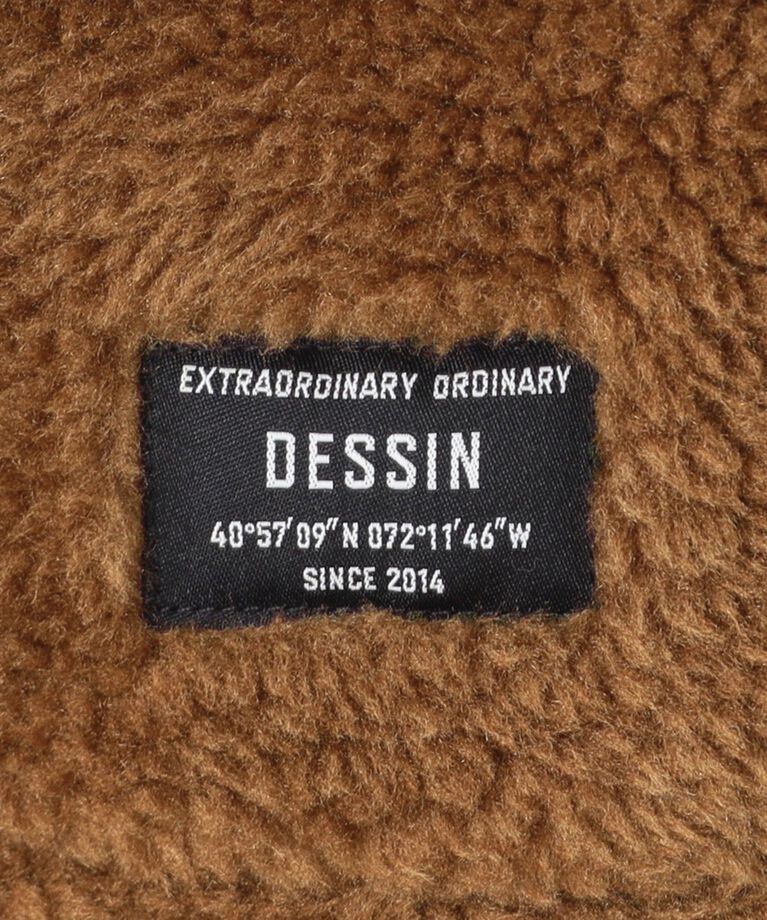 EXTRAORDINARY ORDINARY
DESSIN
40°57'09"N 072°11'46"W
SINCE 2014